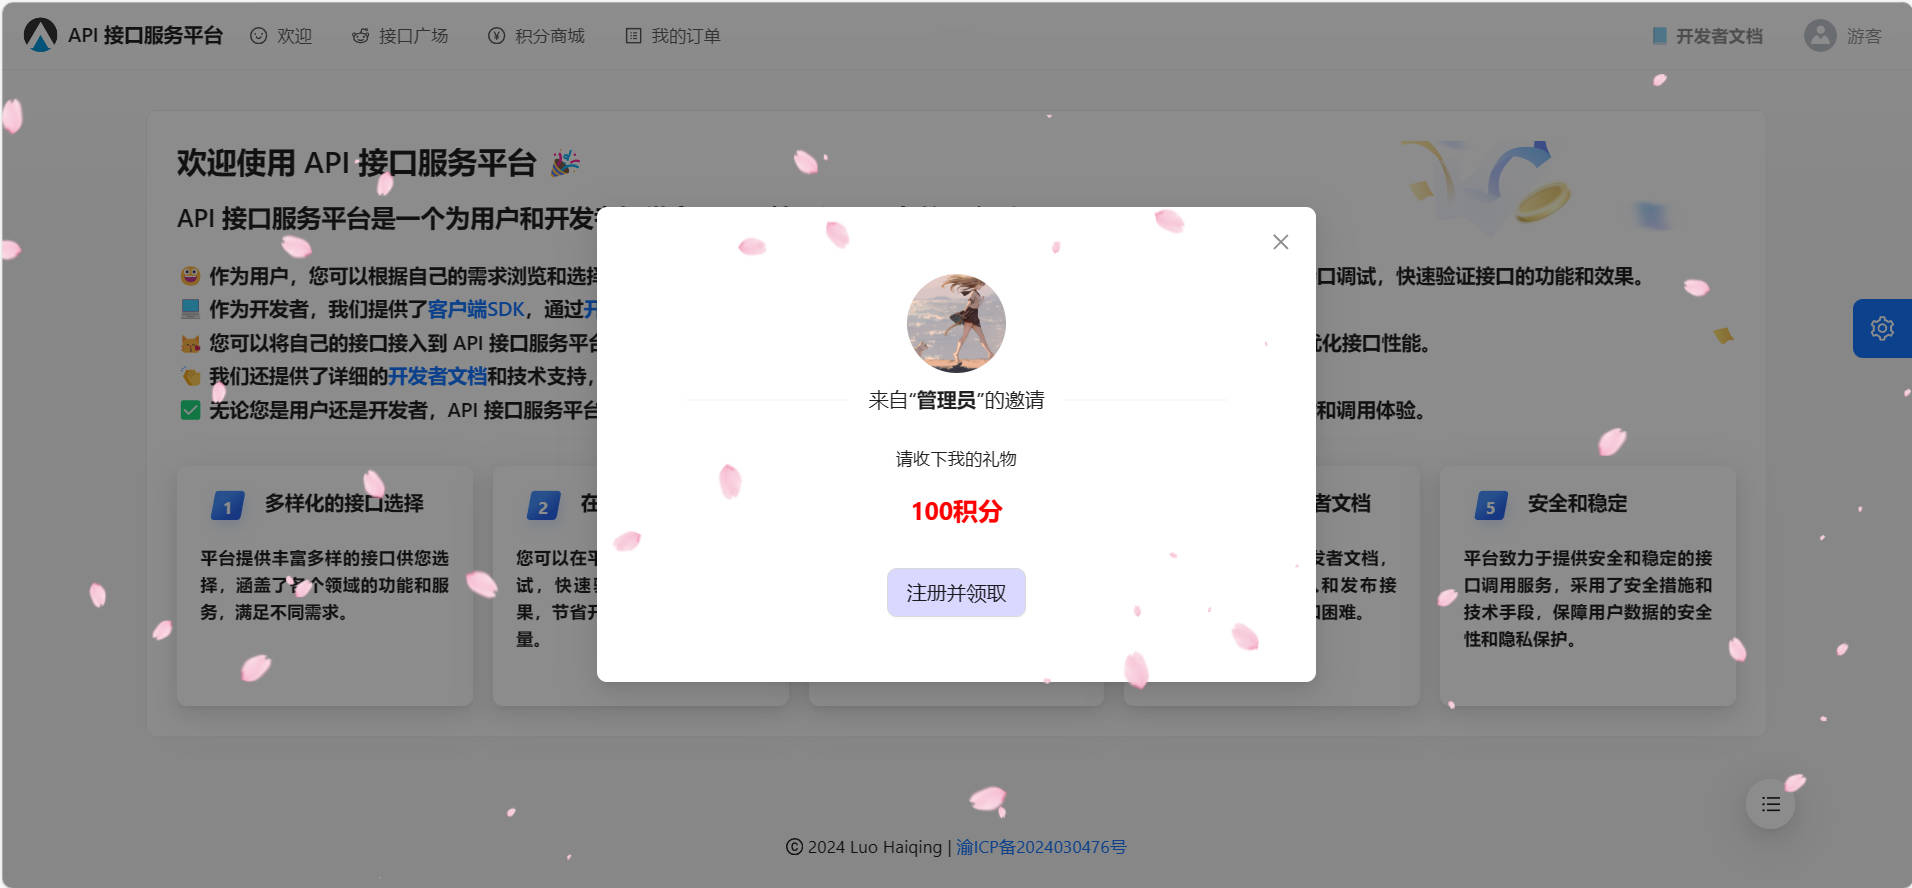 API 接口服务平台 欢迎 接口广场 积分商城 我的订单 开发者文档 游客
欢迎使用 API 接口服务平台
API 接口服务平台是一个为用户和开发
作为用户，您可以根据自己的需求浏览和选择
口调试，快速验证接口的功能和效果。
作为开发者，我们提供了客户端SDK，通过开
您可以将自己的接口接入到 API 接口服务平台
优化接口性能。
我们还提供了详细的开发者文档和技术支持，
无论您是用户还是开发者，API 接口服务平台
和调用体验。
来自“管理员”的邀请
请收下我的礼物
100积分
注册并领取
1 多样化的接口选择
平台提供丰富多样的接口供您选
择，涵盖了各个领域的功能和服
务，满足不同需求。
2 在
您可以在平
试，快速
果，节省开
量。
者文档
发者文档，
和发布接
困难。
5 安全和稳定
平台致力于提供安全和稳定的接
口调用服务，采用了安全措施和
技术手段，保障用户数据的安全
性和隐私保护。
© 2024 Luo Haiqing | 渝ICP备2024030476号